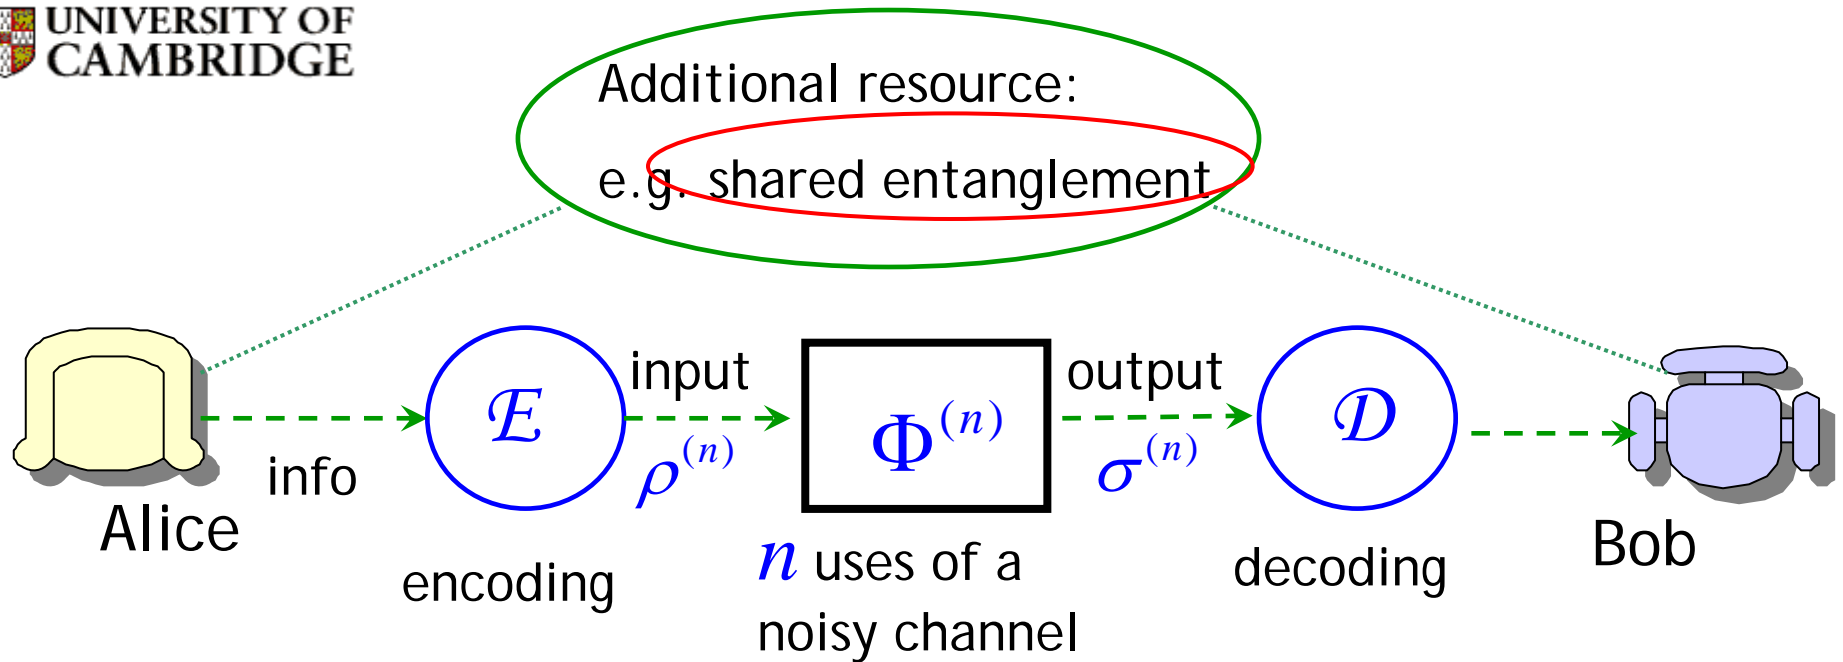 UNIVERSITY OF
CAMBRIDGE
Additional resource:
e.g. shared entanglement
info
Alice
ℰ
encoding
input
ρ⁽ⁿ⁾
Φ⁽ⁿ⁾
n uses of a
noisy channel
output
σ⁽ⁿ⁾
𝒟
decoding
Bob